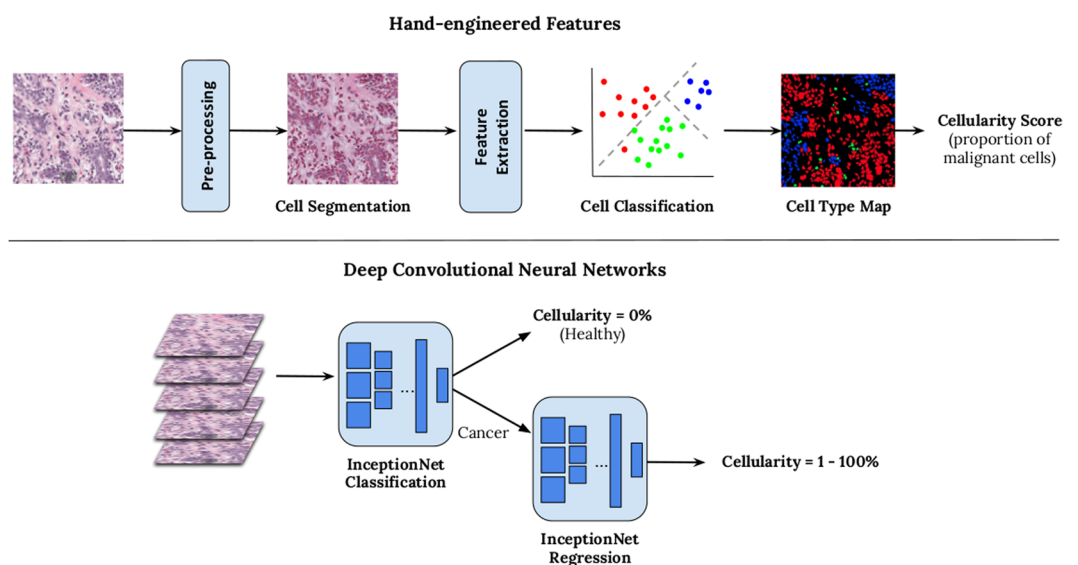 Hand-engineered Features
Pre-processing
Cell Segmentation
Feature
Extraction
Cell Classification
Cell Type Map
Cellularity Score
(proportion of
malignant cells)
Deep Convolutional Neural Networks
...
InceptionNet
Classification
Cellularity = 0%
(Healthy)
Cancer
...
InceptionNet
Regression
Cellularity = 1 - 100%